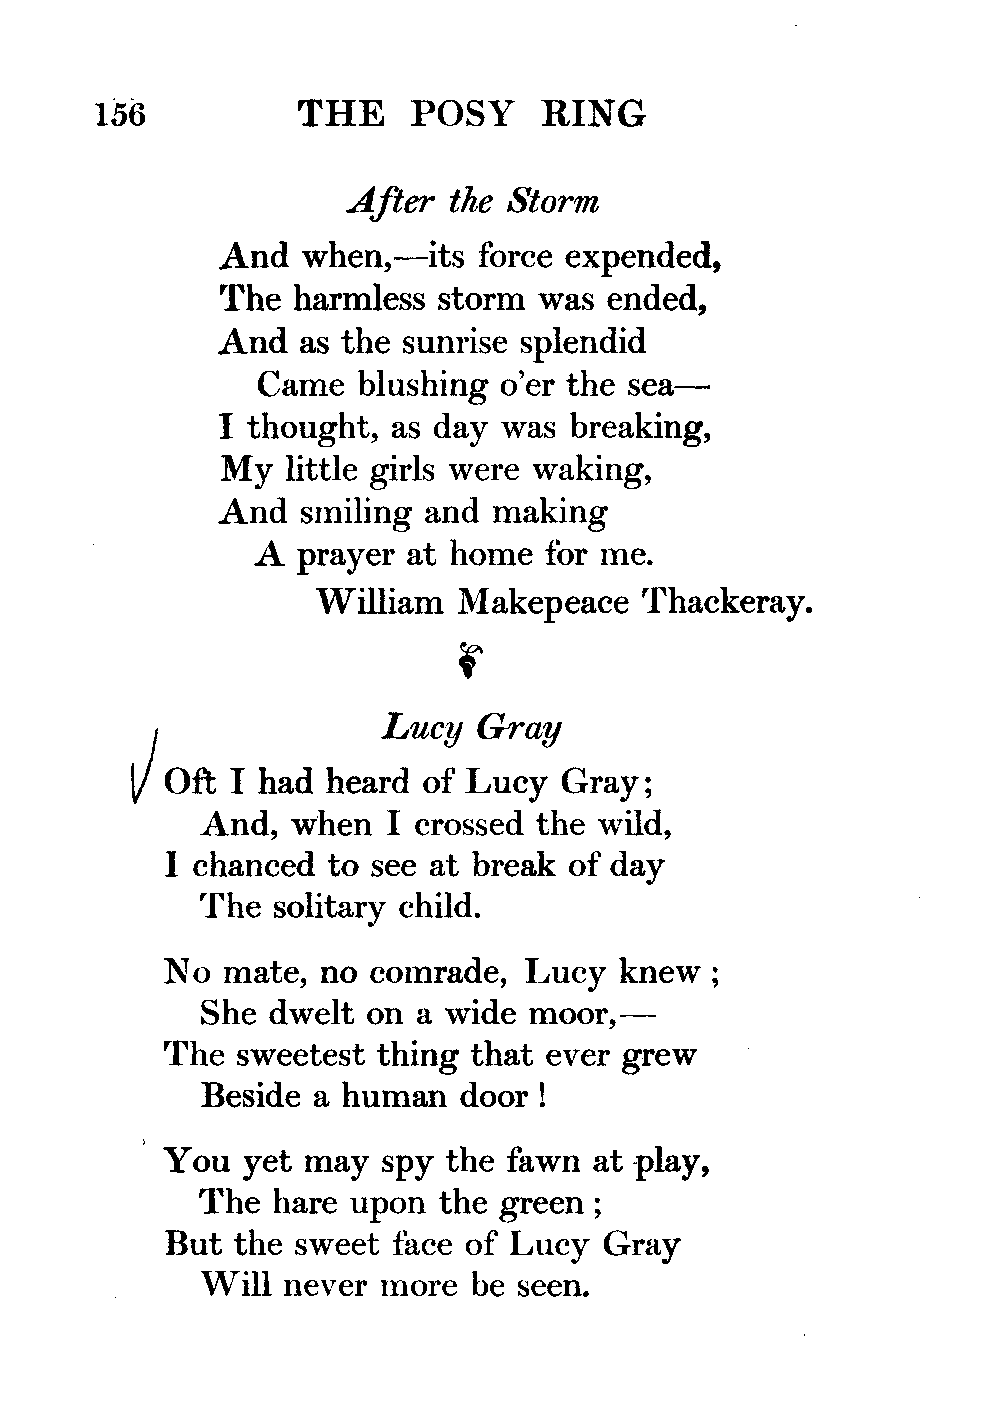 156 THE POSY RING
After the Storm
And when,—its force expended,
The harmless storm was ended,
And as the sunrise splendid
Came blushing o'er the sea—
I thought, as day was breaking,
My little girls were waking,
And smiling and making
A prayer at home for me.
William Makepeace Thackeray.
Lucy Gray
Oft I had heard of Lucy Gray;
And, when I crossed the wild,
I chanced to see at break of day
The solitary child.
No mate, no comrade, Lucy knew ;
She dwelt on a wide moor,—
The sweetest thing that ever grew
Beside a human door !
You yet may spy the fawn at play,
The hare upon the green ;
But the sweet face of Lucy Gray
Will never more be seen.